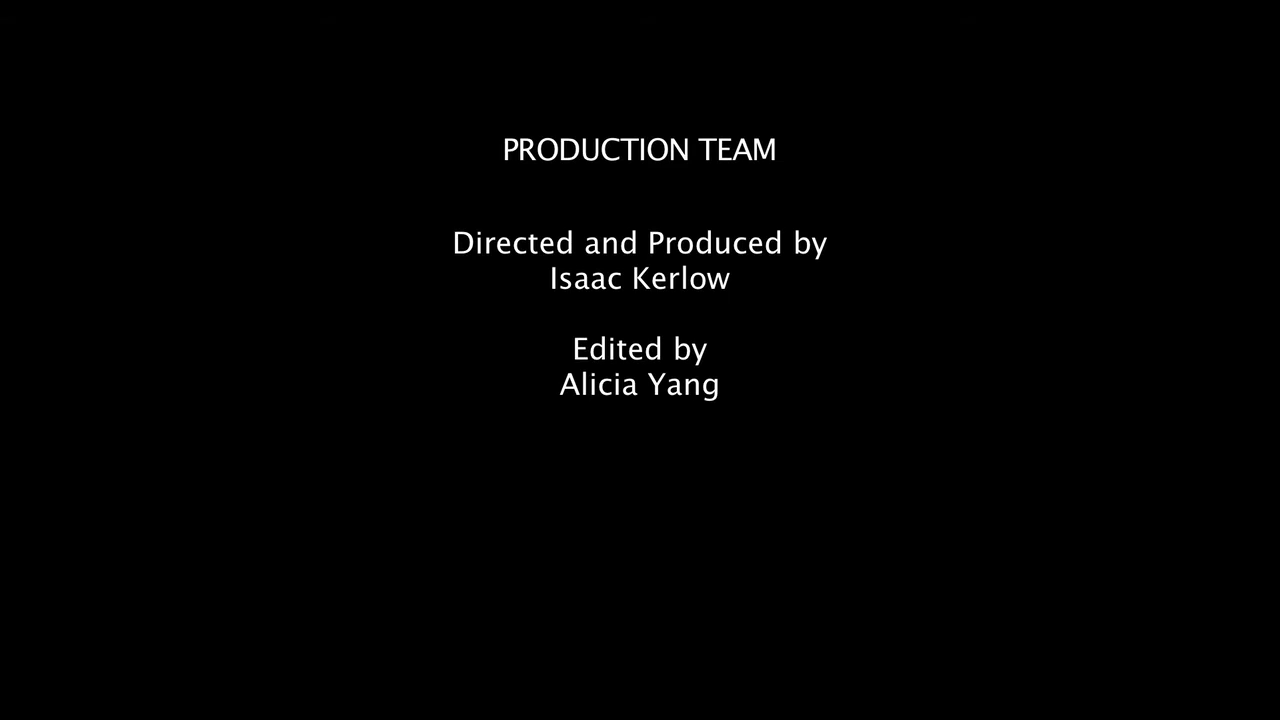 PRODUCTION TEAM
Directed and Produced by
Isaac Kerlow
Edited by
Alicia Yang